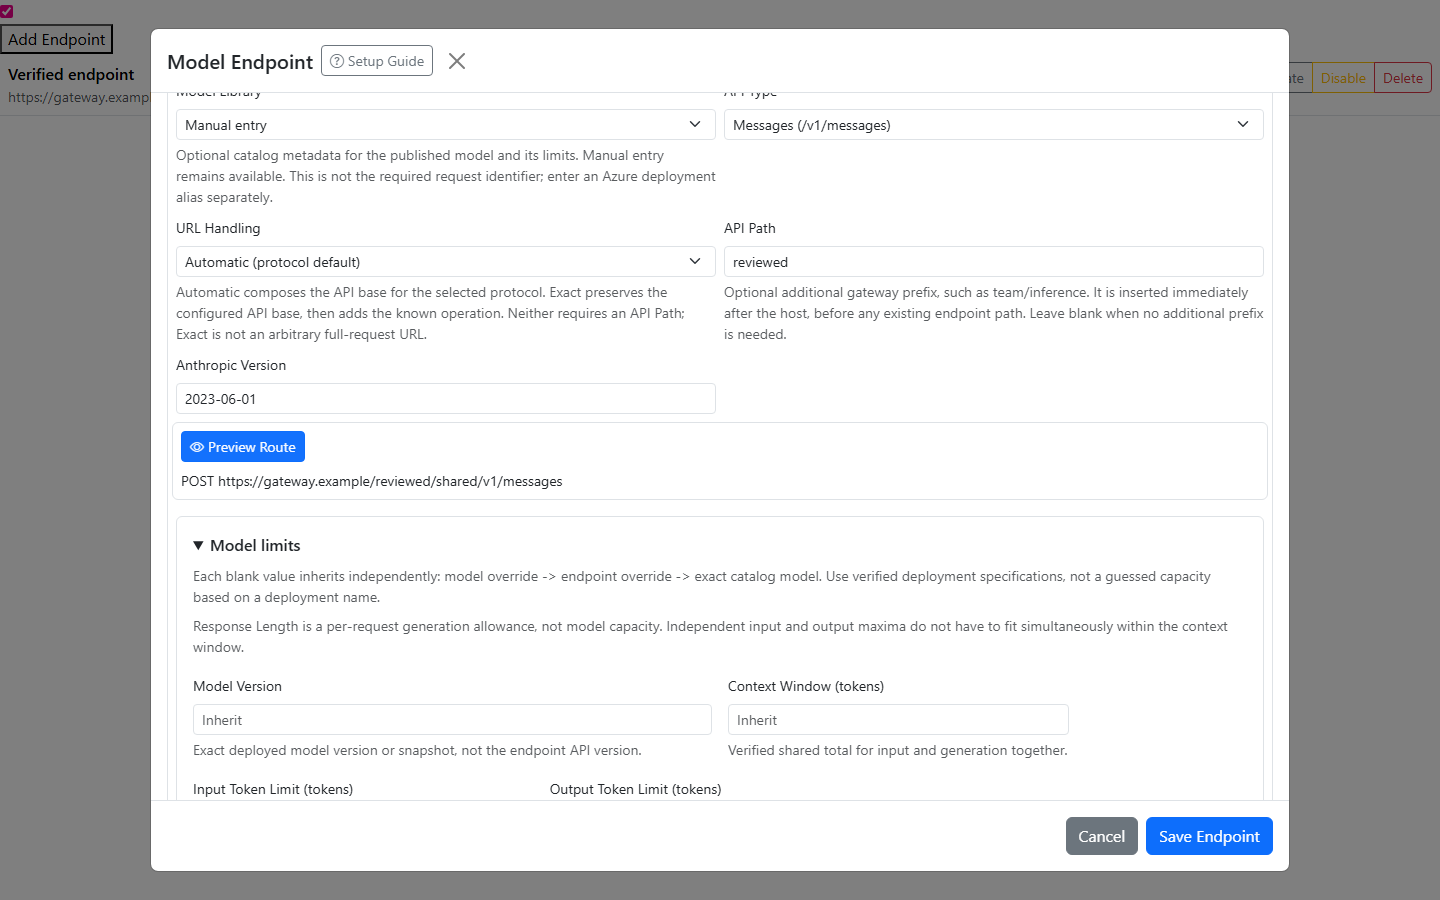 Add Endpoint
Verified endpoint
https://gateway.examp
Model Endpoint
Setup Guide
ate
Disable
Delete
Model Library
API Type
Manual entry
Messages (/v1/messages)
Optional catalog metadata for the published model and its limits. Manual entry
remains available. This is not the required request identifier; enter an Azure deployment
alias separately.
URL Handling
API Path
Automatic (protocol default)
reviewed
Automatic composes the API base for the selected protocol. Exact preserves the
configured API base, then adds the known operation. Neither requires an API Path;
Exact is not an arbitrary full-request URL.
Optional additional gateway prefix, such as team/inference. It is inserted immediately
after the host, before any existing endpoint path. Leave blank when no additional prefix
is needed.
Anthropic Version
2023-06-01
Preview Route
POST https://gateway.example/reviewed/shared/v1/messages
▼ Model limits
Each blank value inherits independently: model override -> endpoint override -> exact catalog model. Use verified deployment specifications, not a guessed capacity
based on a deployment name.
Response Length is a per-request generation allowance, not model capacity. Independent input and output maxima do not have to fit simultaneously within the context
window.
Model Version
Context Window (tokens)
Inherit
Inherit
Exact deployed model version or snapshot, not the endpoint API version.
Verified shared total for input and generation together.
Input Token Limit (tokens)
Output Token Limit (tokens)
Cancel
Save Endpoint